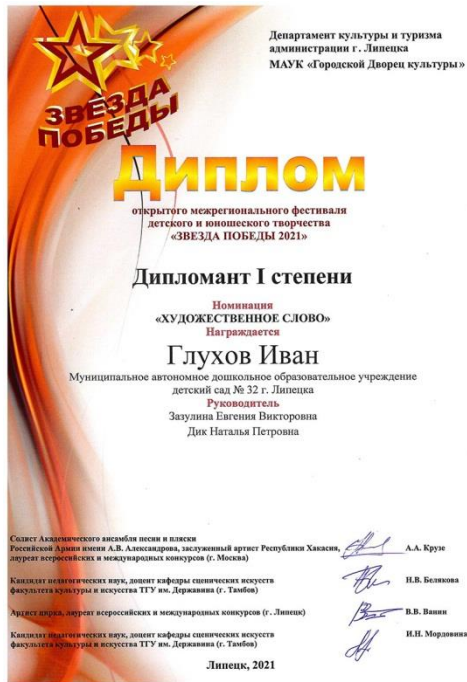 Департамент культуры и туризма
администрации г. Липецка
МАУК «Городской Дворец культуры»
ЗВЕЗДА
ПОБЕДЫ
Диплом
открытого межрегионального фестиваля
детского и юношеского творчества
«ЗВЕЗДА ПОБЕДЫ 2021»
Дипломант I степени
Номинация
«ХУДОЖЕСТВЕННОЕ СЛОВО»
Награждается
Глухов Иван
Муниципальное автономное дошкольное образовательное учреждение
детский сад № 32 г. Липецка
Руководитель
Зазулина Евгения Викторовна
Дик Наталья Петровна
Солист Академического ансамбля песни и пляски
Российской Армии имени А.В. Александрова, заслуженный артист Республики Хакасия,
лауреат всероссийских и международных конкурсов (г. Москва)
А.А. Крузе
Кандидат педагогических наук, доцент кафедры сценических искусств
факультета культуры и искусства ТГУ им. Державина (г. Тамбов)
Н.В. Белякова
Артист цирка, лауреат всероссийских и международных конкурсов (г. Липецк)
В.В. Ванин
Кандидат педагогических наук, доцент кафедры сценических искусств
факультета культуры и искусства ТГУ им. Державина (г. Тамбов)
И.Н. Мордовина
Липецк, 2021